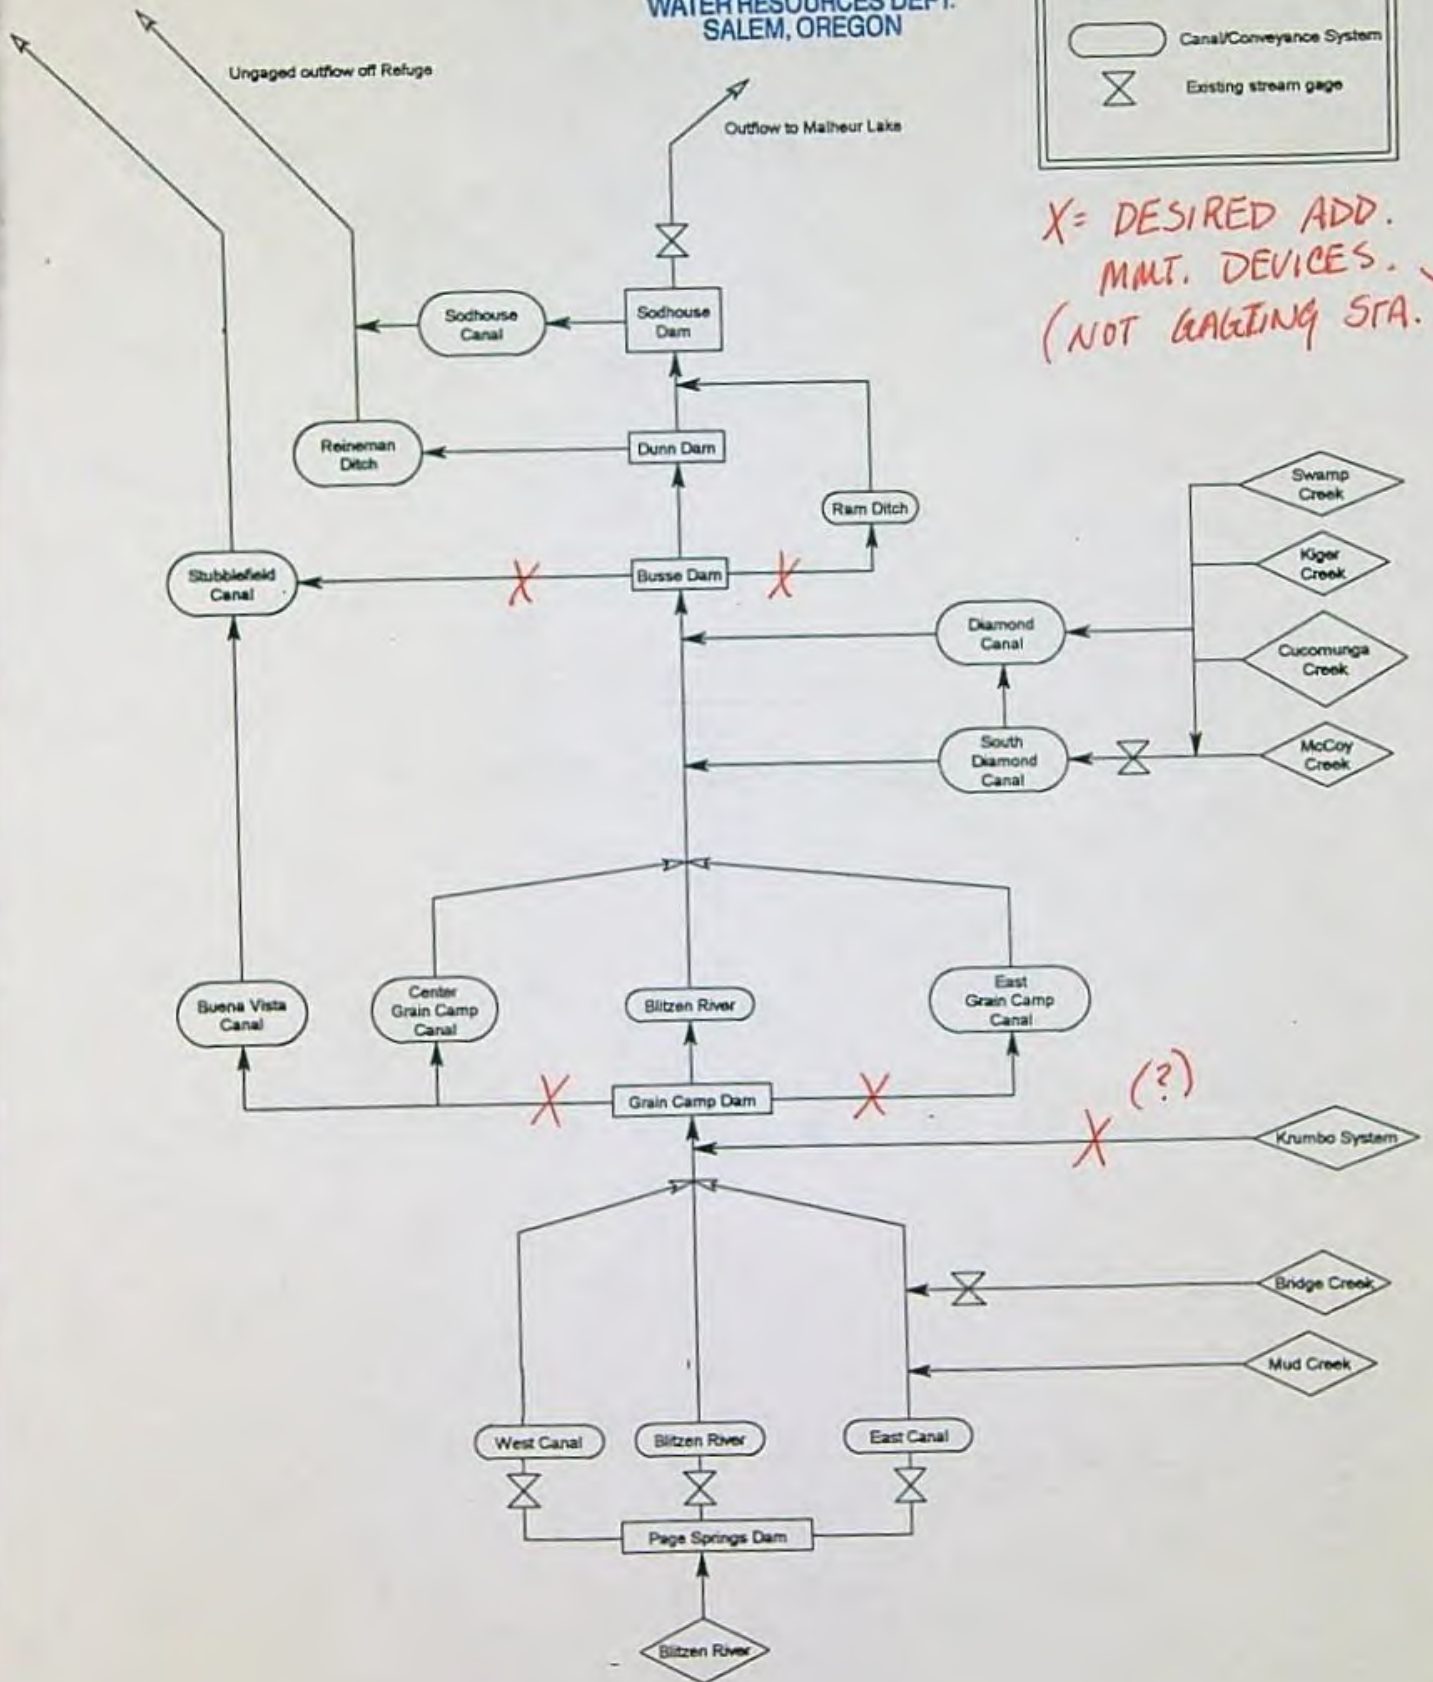 WATER RESOURCES DEPT.
SALEM, OREGON
Canal/Conveyance System
Existing stream gage
Ungaged outflow off Refuge
Outflow to Malheur Lake
X= DESIRED ADD.
MMT. DEVICES.
(NOT GAGING STA.
Sodhouse
Canal
Sodhouse
Dam
Reineman
Ditch
Dunn Dam
Ram Ditch
Swamp
Creek
Kiger
Creek
Stubblefield
Canal
X
Busse Dam
X
Diamond
Canal
Cucomunga
Creek
South
Diamond
Canal
McCoy
Creek
Buena Vista
Canal
Center
Grain Camp
Canal
Blitzen River
East
Grain Camp
Canal
X
Grain Camp Dam
X
X (?)
Krumbo System
Bridge Creek
Mud Creek
West Canal
Blitzen River
East Canal
Page Springs Dam
Blitzen River